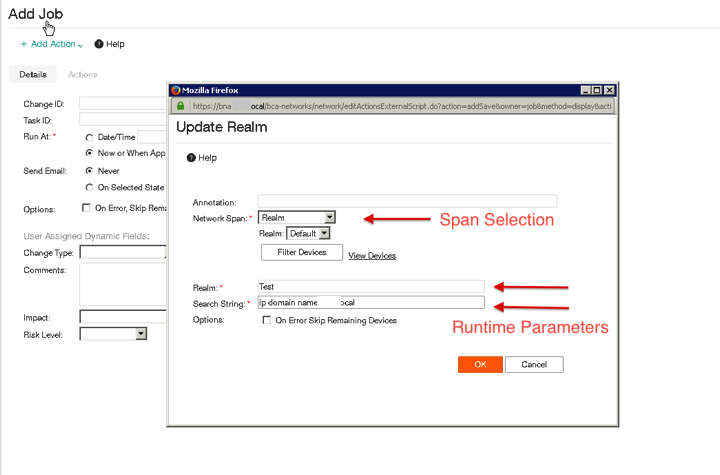 Add Job
+ Add Action ? Help
Details Actions
Change ID:
Task ID:
Run At: * Date/Time
Now or When App
Send Email: Never
On Selected State
Options: On Error, Skip Rema
User Assigned Dynamic Fields:
Change Type:
Comments:
Impact:
Risk Level:
Mozilla Firefox
https://bna ocal/bca-networks/network/editActionsExternalScript.do?action=addSave&owner=job&method=display&acti
Update Realm
? Help
Annotation:
Network Span: * Realm
Span Selection
Realm: Default
Filter Devices View Devices
Realm: * Test
Search String: * ip domain name ocal
Runtime Parameters
Options: On Error Skip Remaining Devices
OK Cancel